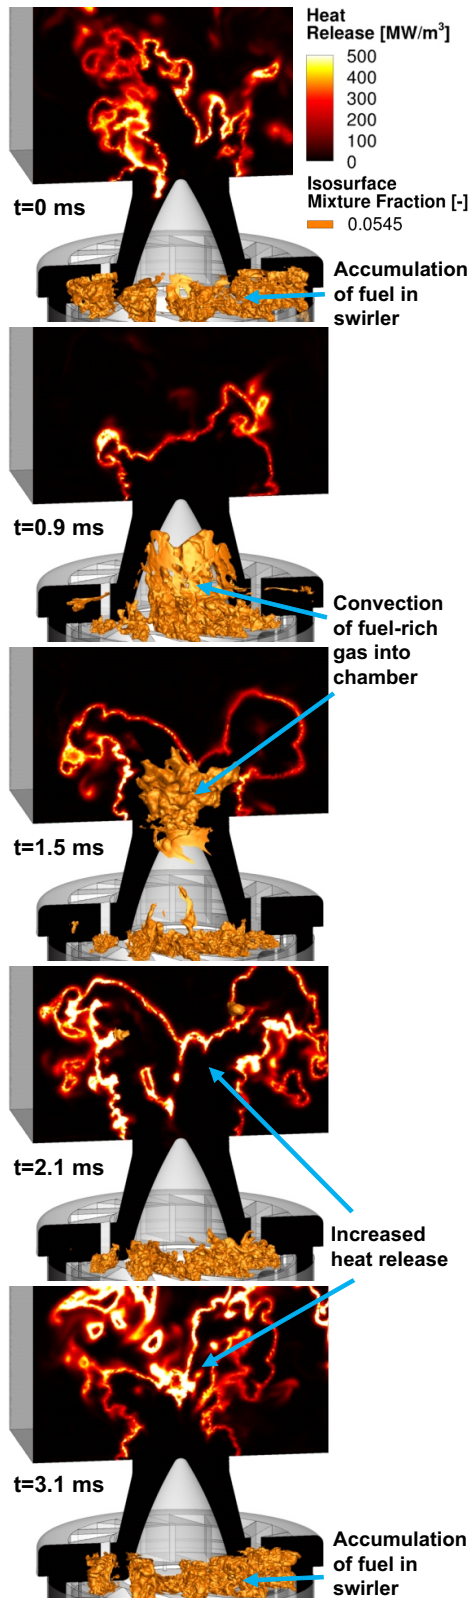 Heat
Release [MW/m³]
500
400
300
200
100
0
Isosurface
Mixture Fraction [-]
0.0545
t=0 ms
Accumulation
of fuel in
swirler
t=0.9 ms
Convection
of fuel-rich
gas into
chamber
t=1.5 ms
t=2.1 ms
Increased
heat release
t=3.1 ms
Accumulation
of fuel in
swirler